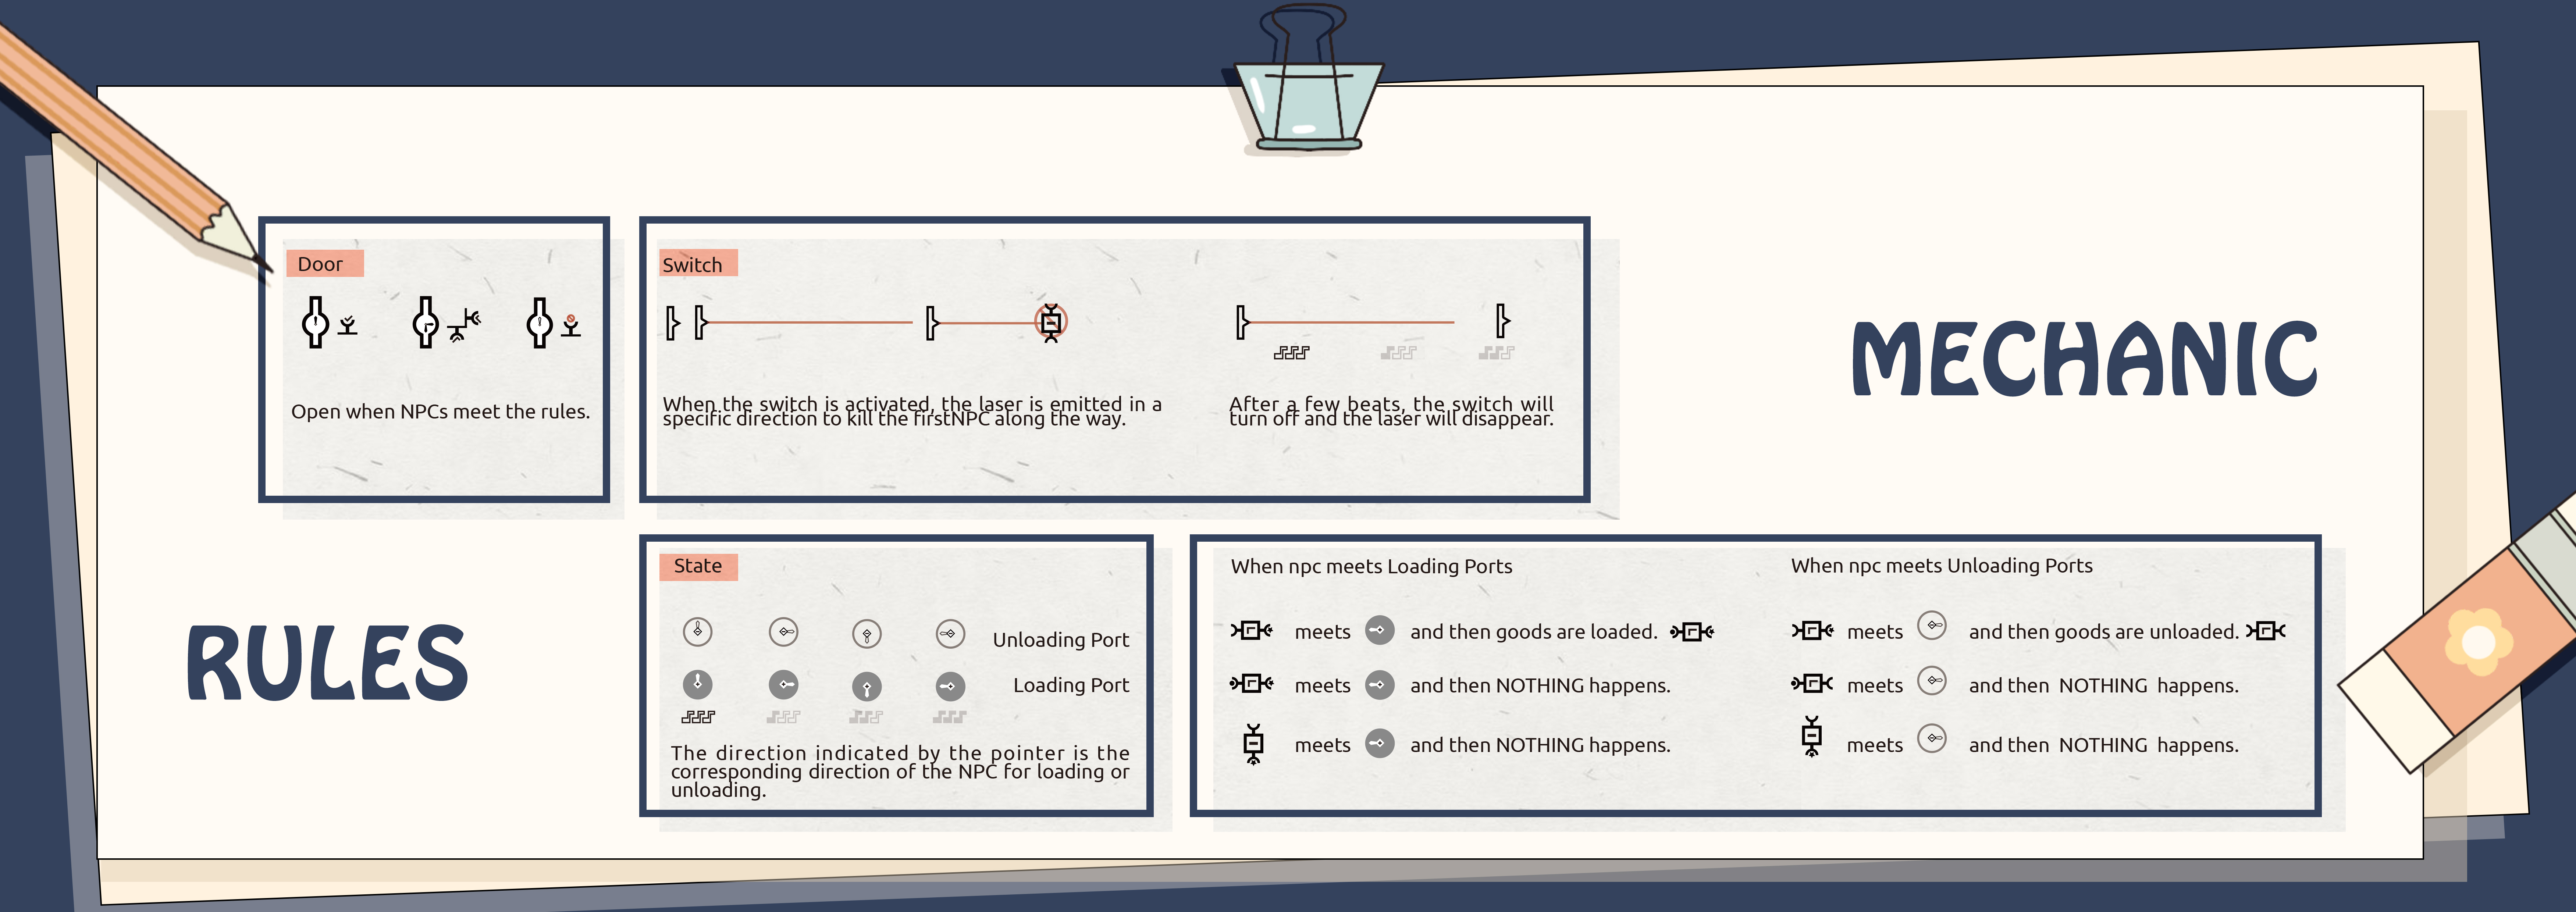 Door
Open when NPCs meet the rules.
Switch
When the switch is activated, the laser is emitted in a
specific direction to kill the firstNPC along the way.
After a few beats, the switch will
turn off and the laser will disappear.
MECHANIC
RULES
State
Unloading Port
Loading Port
The direction indicated by the pointer is the
corresponding direction of the NPC for loading or
unloading.
When npc meets Loading Ports
meets and then goods are loaded.
meets and then NOTHING happens.
meets and then NOTHING happens.
When npc meets Unloading Ports
meets and then goods are unloaded.
meets and then NOTHING happens.
meets and then NOTHING happens.